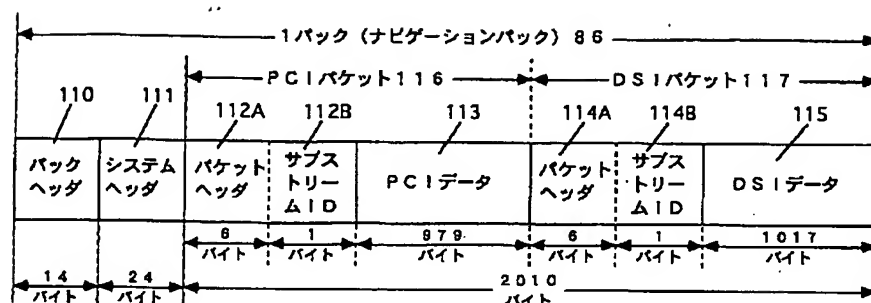 1パック(ナビゲーションパック)86
PCIパケット116
DSIパケット117
110
111
112A
112B
113
114A
114B
115
パック
ヘッダ
システム
ヘッダ
パケット
ヘッダ
サブス
トリー
ムID
PCIデータ
パケット
ヘッダ
サブス
トリー
ムID
DSIデータ
6
バイト
1
バイト
979
バイト
6
バイト
1
バイト
1017
バイト
14
バイト
24
バイト
2010
バイト